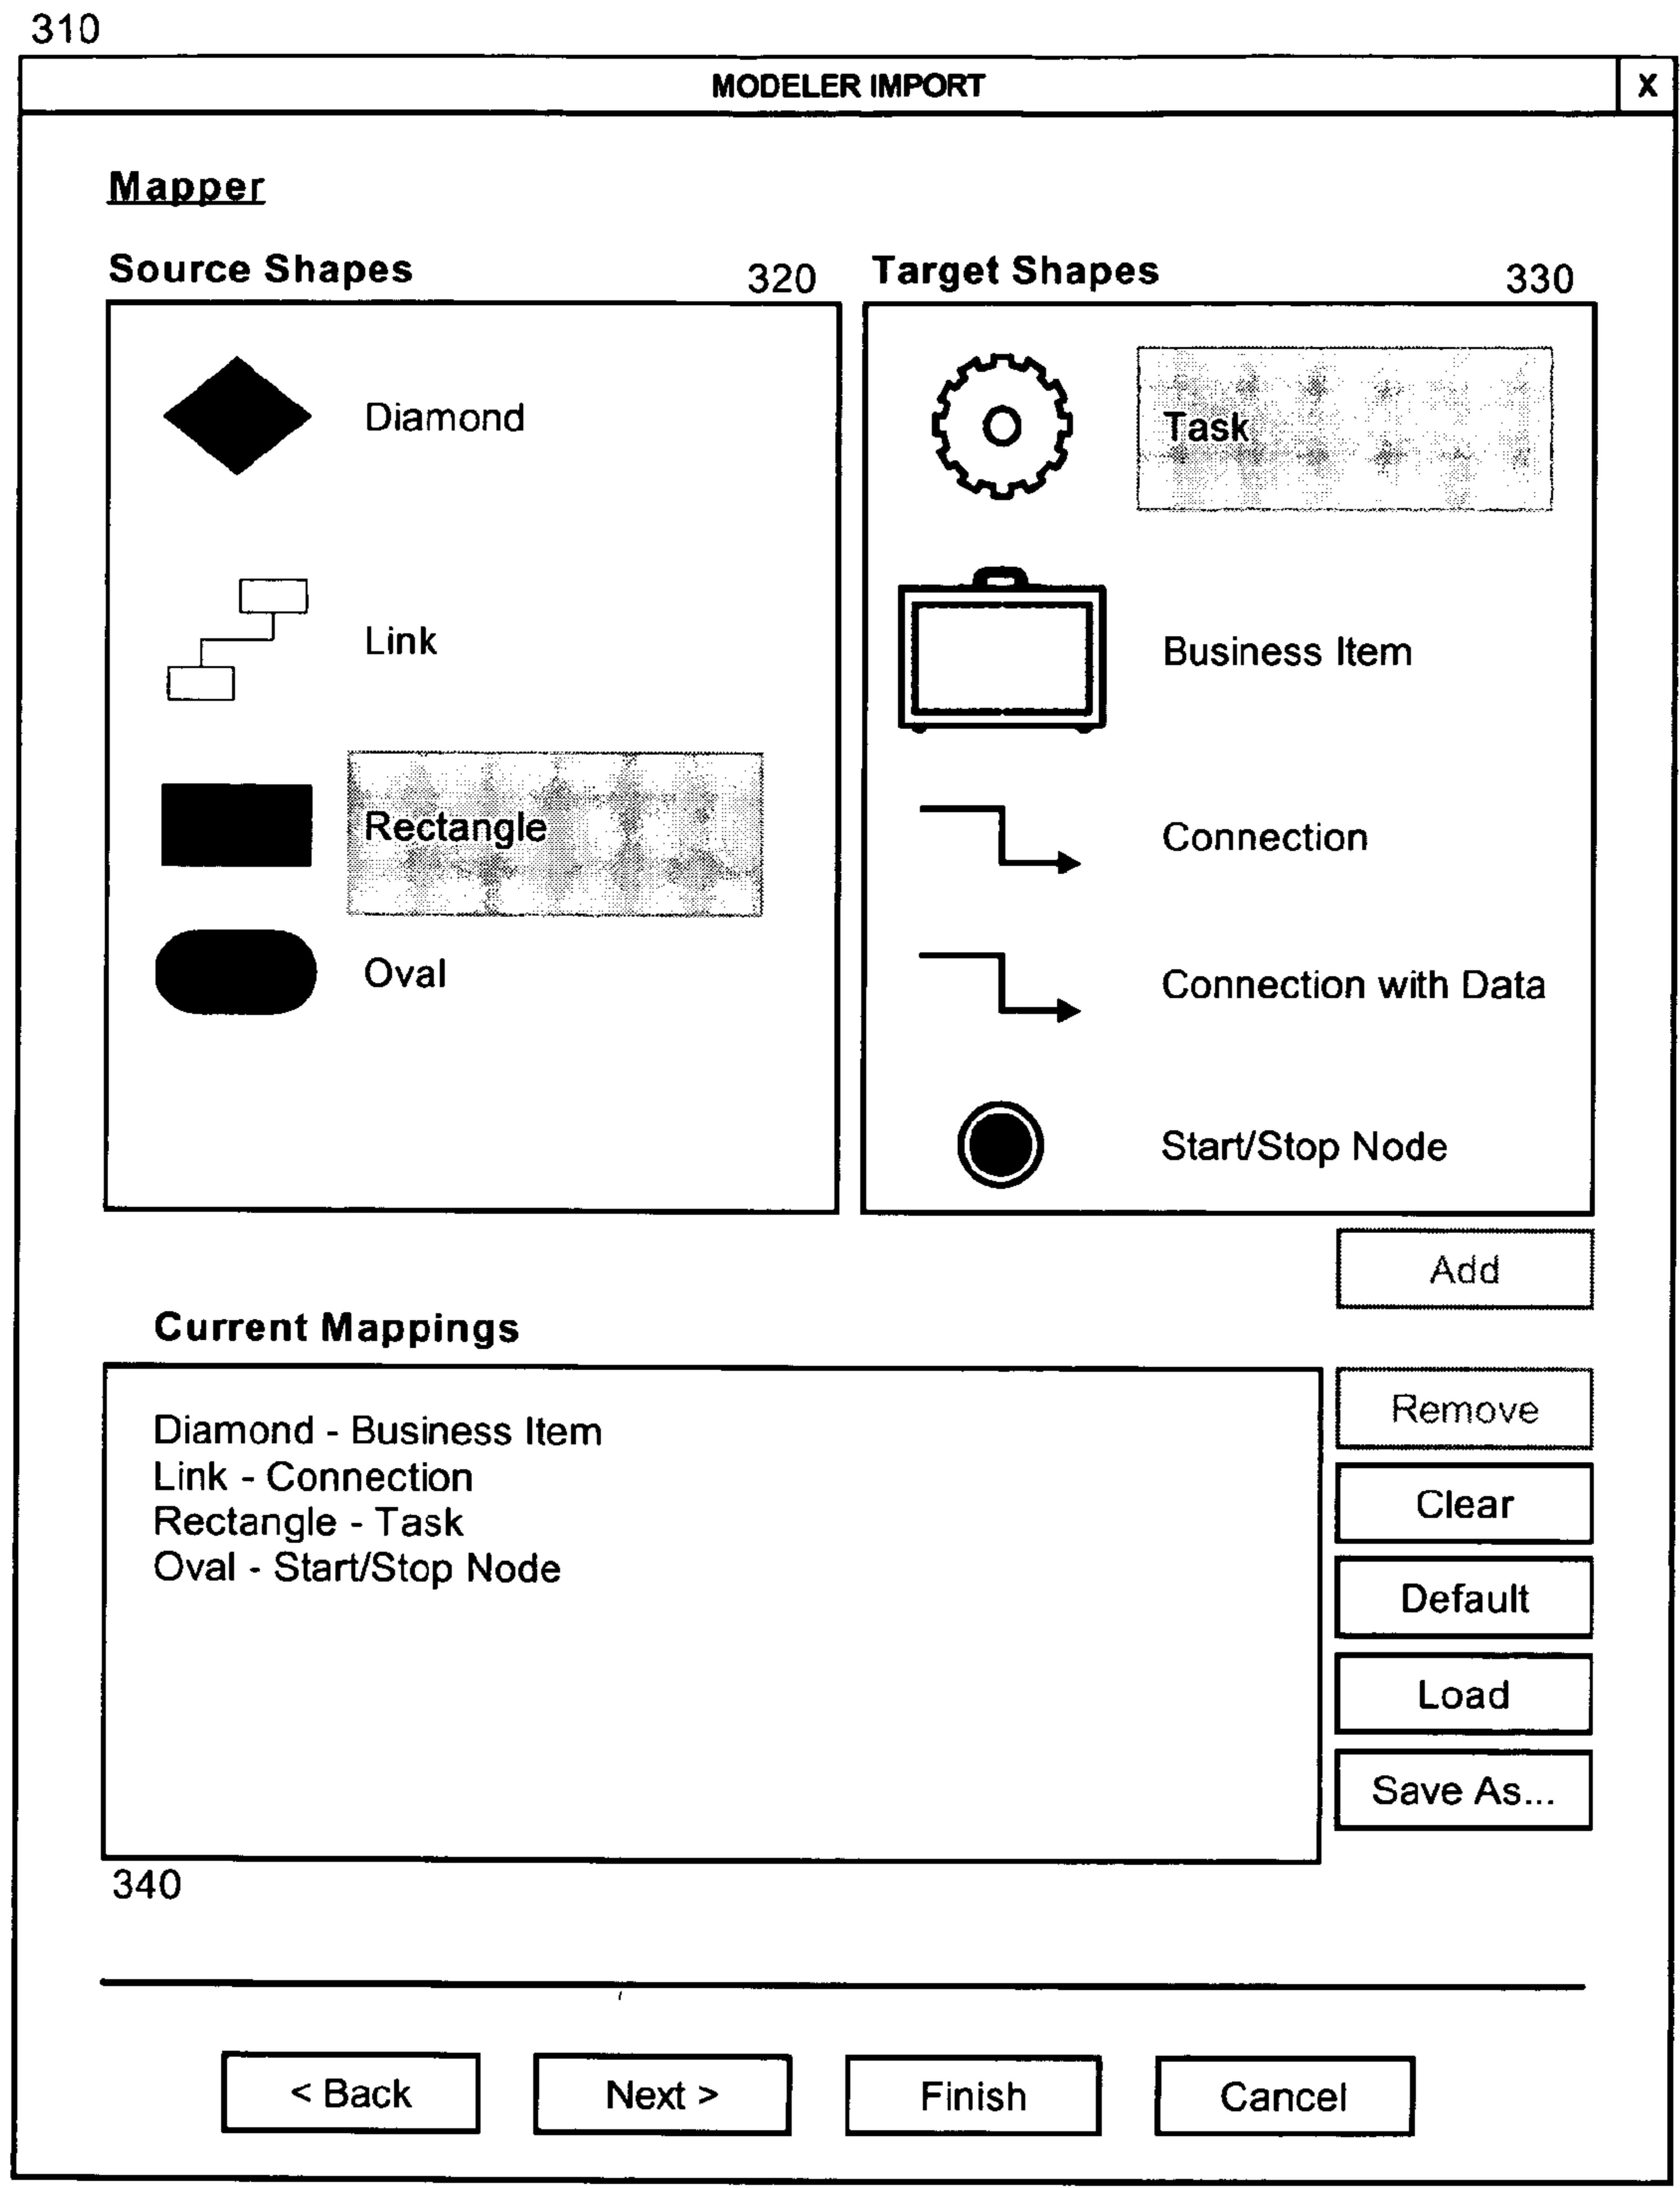 310
MODELER IMPORT X
Mapper
Source Shapes 320
Target Shapes 330
Diamond
Link
Rectangle
Oval
Task
Business Item
Connection
Connection with Data
Start/Stop Node
Add
Current Mappings
Diamond - Business Item
Link - Connection
Rectangle - Task
Oval - Start/Stop Node
Remove
Clear
Default
Load
Save As...
340
< Back
Next >
Finish
Cancel